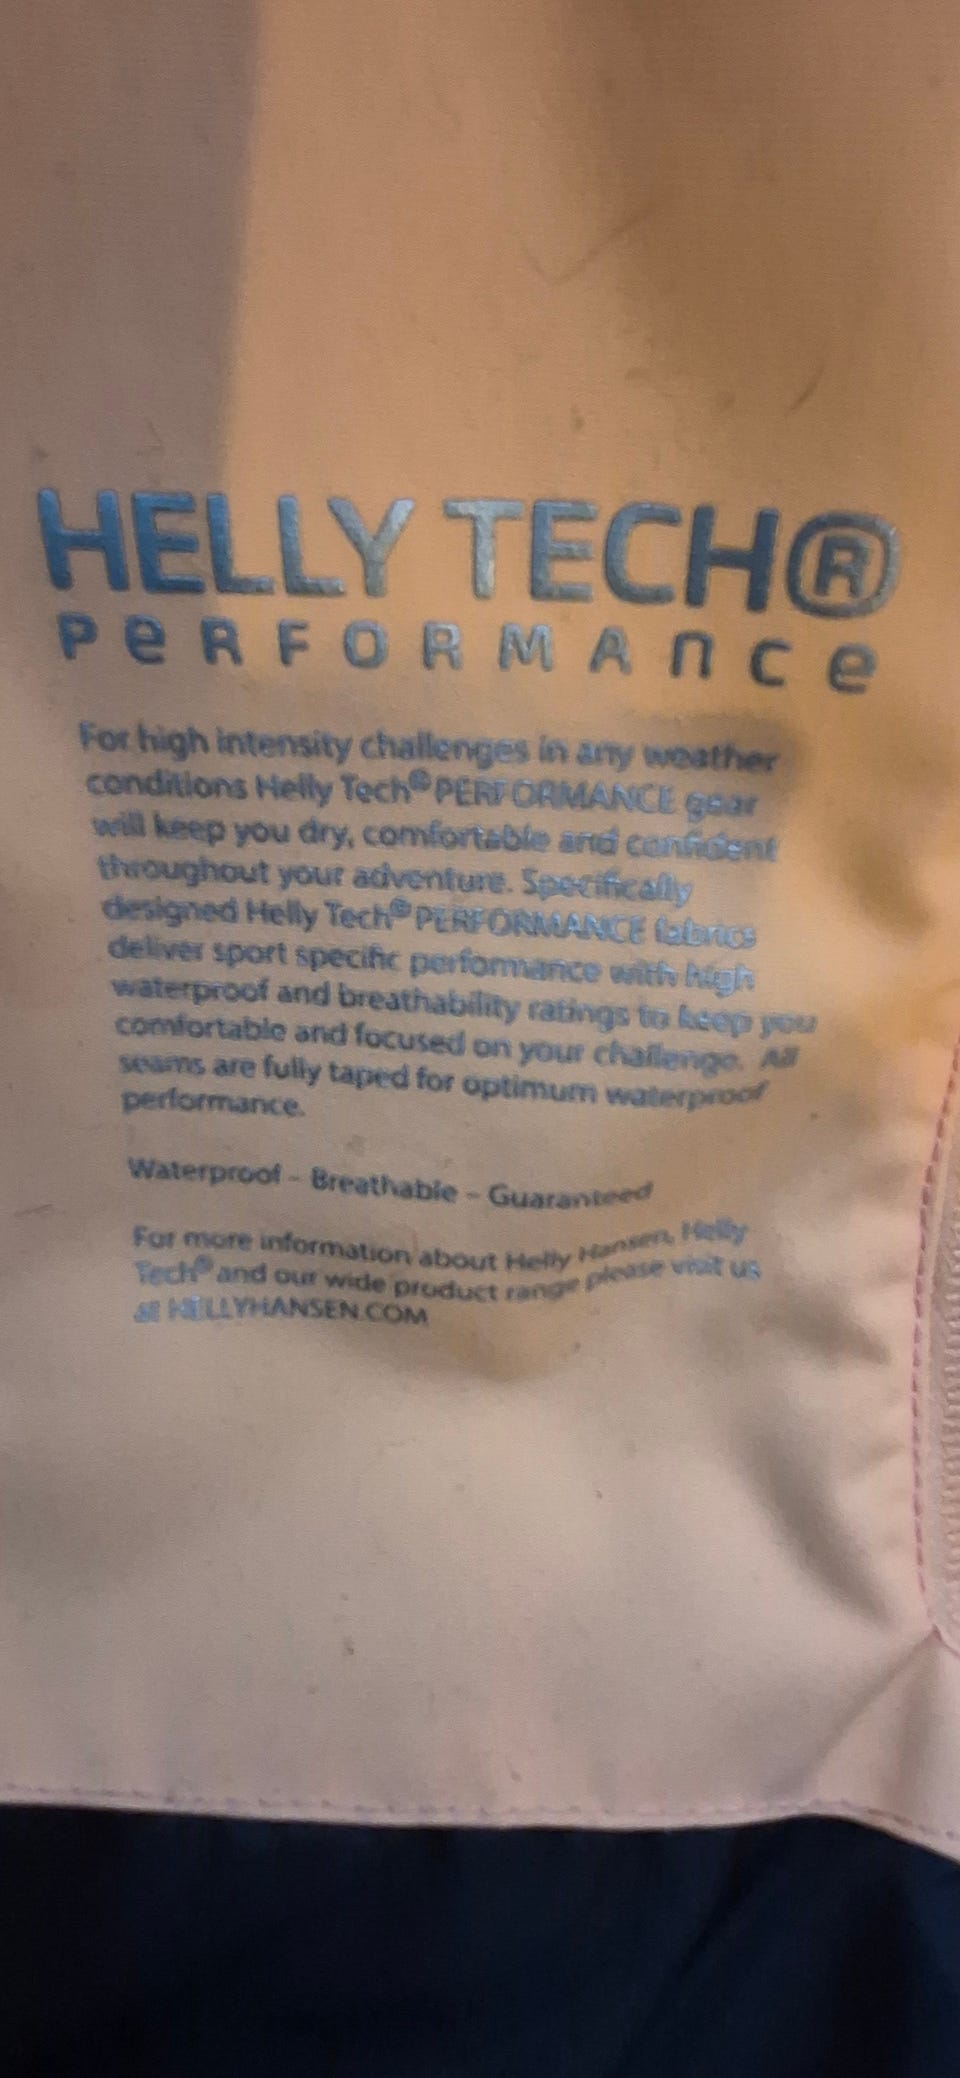 HELLY TECH®
PeRFORMAnce
For high intensity challenges in any weather
conditions Helly Tech® PERFORMANCE gear
will keep you dry, comfortable and confident
throughout your adventure. Specifically
designed Helly Tech® PERFORMANCE fabrics
deliver sport specific performance with high
waterproof and breathability ratings to keep you
comfortable and focused on your challenge. All
seams are fully taped for optimum waterproof
performance.
Waterproof - Breathable - Guaranteed
For more information about Helly Hansen, Helly
Tech® and our wide product range please visit us
at HELLYHANSEN.COM